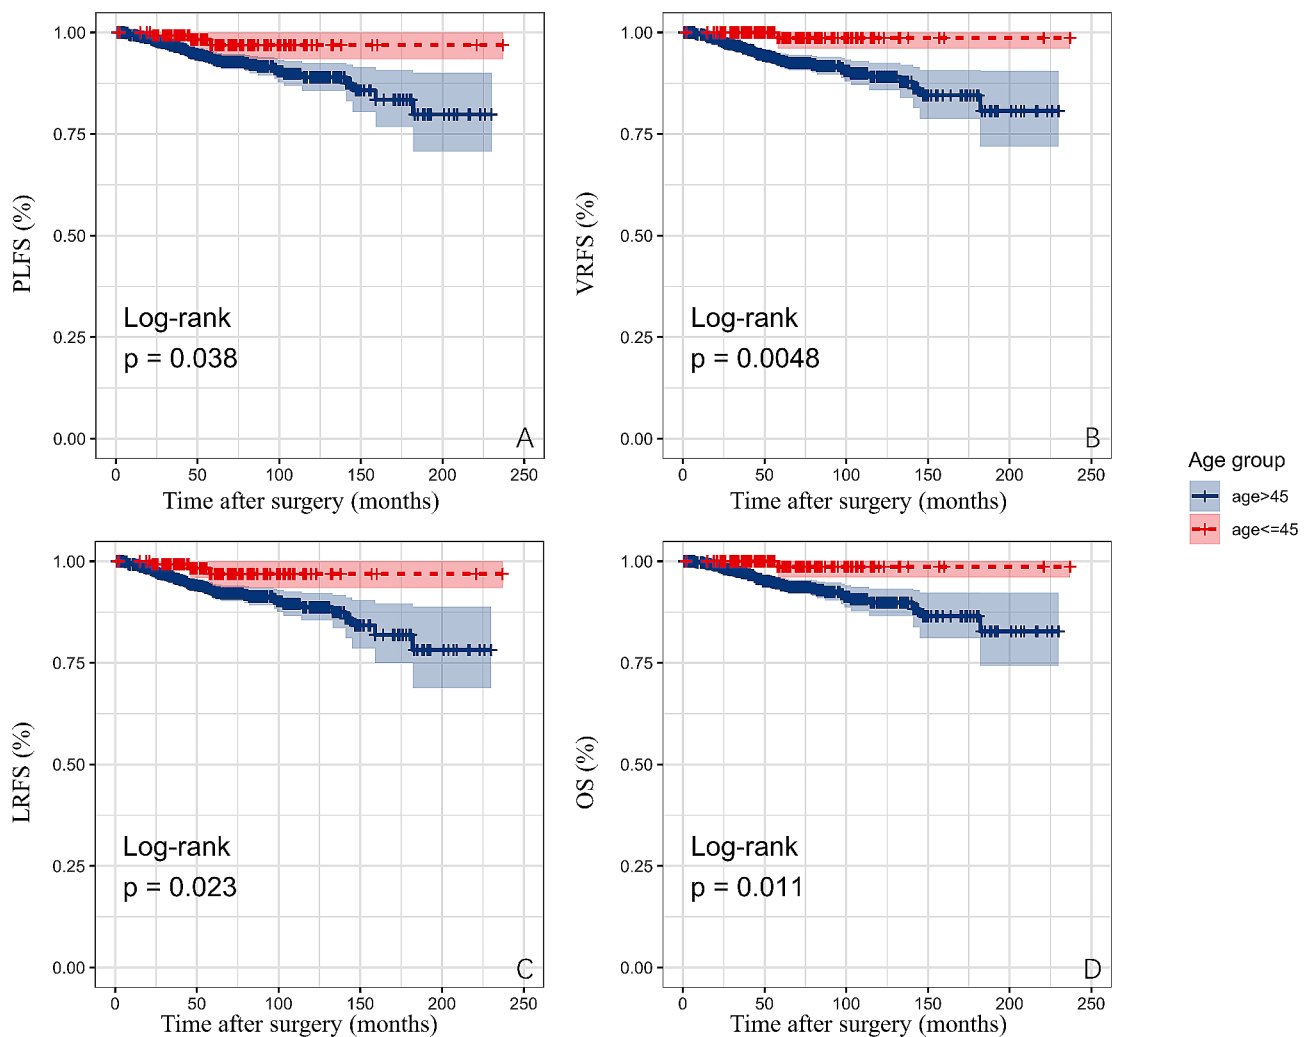 1.00
0.75
0.50
0.25
0.00
PLFS (%)
Log-rank
p = 0.038
A
0 50 100 150 200 250
Time after surgery (months)
1.00
0.75
0.50
0.25
0.00
VRFS (%)
Log-rank
p = 0.0048
B
0 50 100 150 200 250
Time after surgery (months)
1.00
0.75
0.50
0.25
0.00
LRFS (%)
Log-rank
p = 0.023
C
0 50 100 150 200 250
Time after surgery (months)
1.00
0.75
0.50
0.25
0.00
OS (%)
Log-rank
p = 0.011
D
0 50 100 150 200 250
Time after surgery (months)
Age group
age>45
age<=45